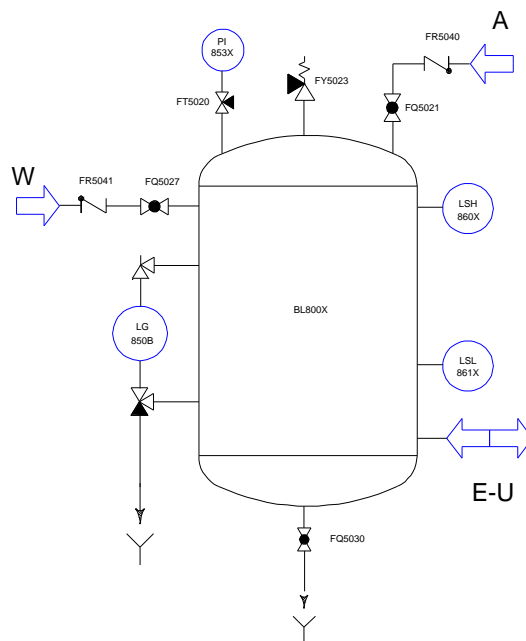 A
FR5040
PI
853X
FY5023
FT5020
FQ5021
W
FR5041
FQ5027
LSH
860X
LG
850B
BL800X
LSL
861X
E-U
FQ5030